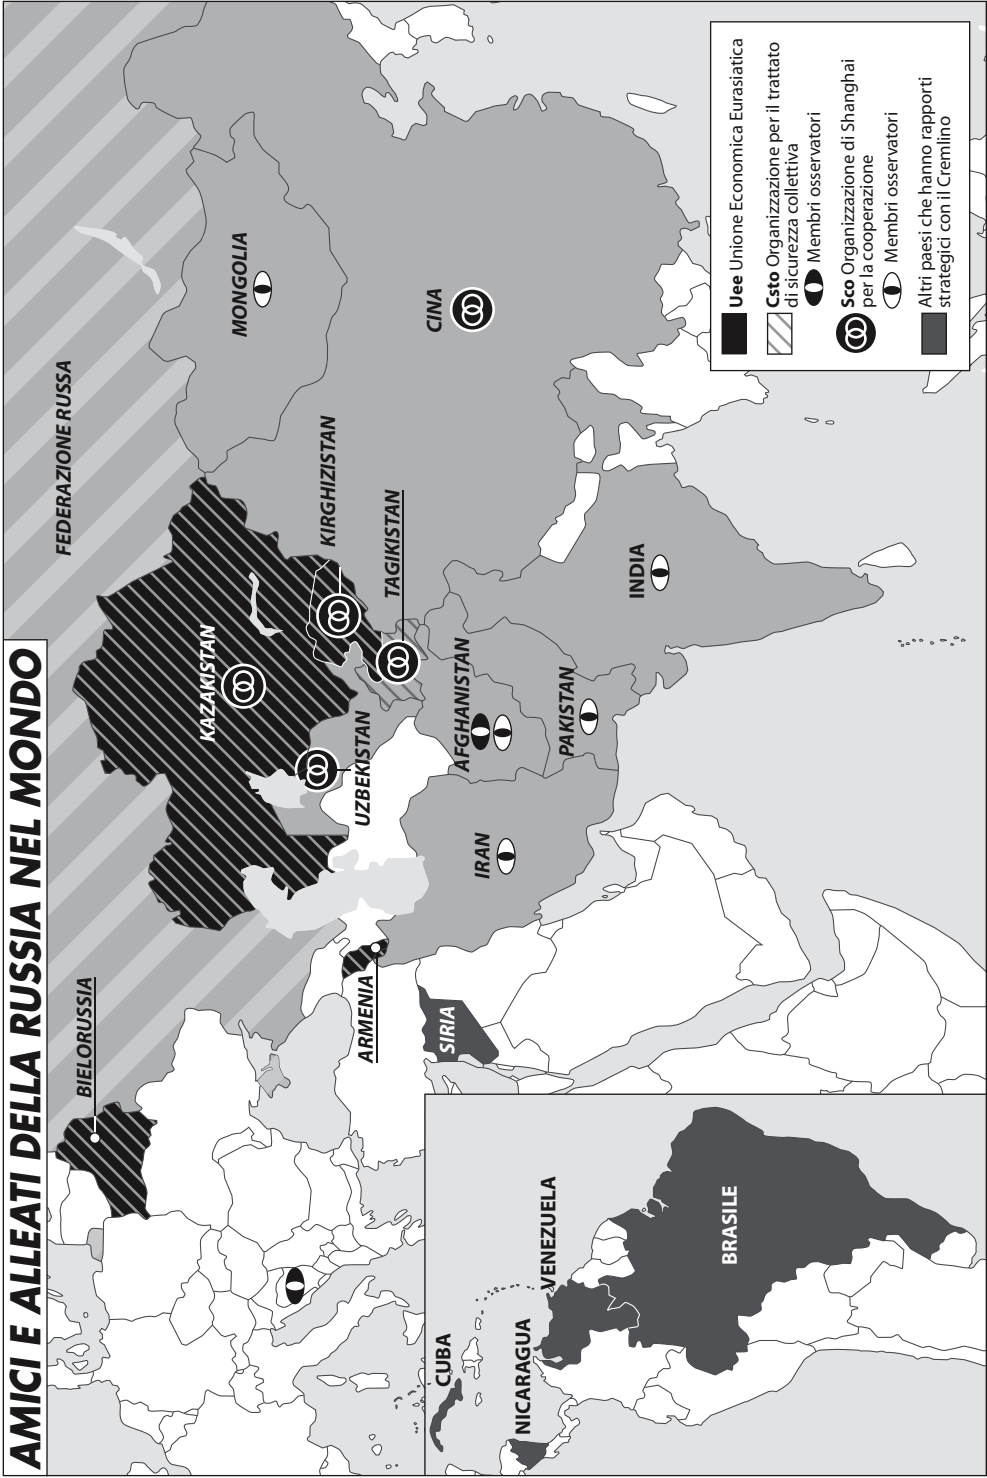 AMICI E ALLEATI DELLA RUSSIA NEL MONDO
FEDERAZIONE RUSSA
BIELORUSSIA
KAZAKISTAN
MONGOLIA
KIRGHIZISTAN
TAGIKISTAN
UZBEKISTAN
ARMENIA
CINA
AFGHANISTAN
IRAN
PAKISTAN
INDIA
SIRIA
CUBA
NICARAGUA
VENEZUELA
BRASILE
Uee Unione Economica Eurasiatica
Csto Organizzazione per il trattato
di sicurezza collettiva
Membri osservatori
Sco Organizzazione di Shanghai
per la cooperazione
Membri osservatori
Altri paesi che hanno rapporti
strategici con il Cremlino